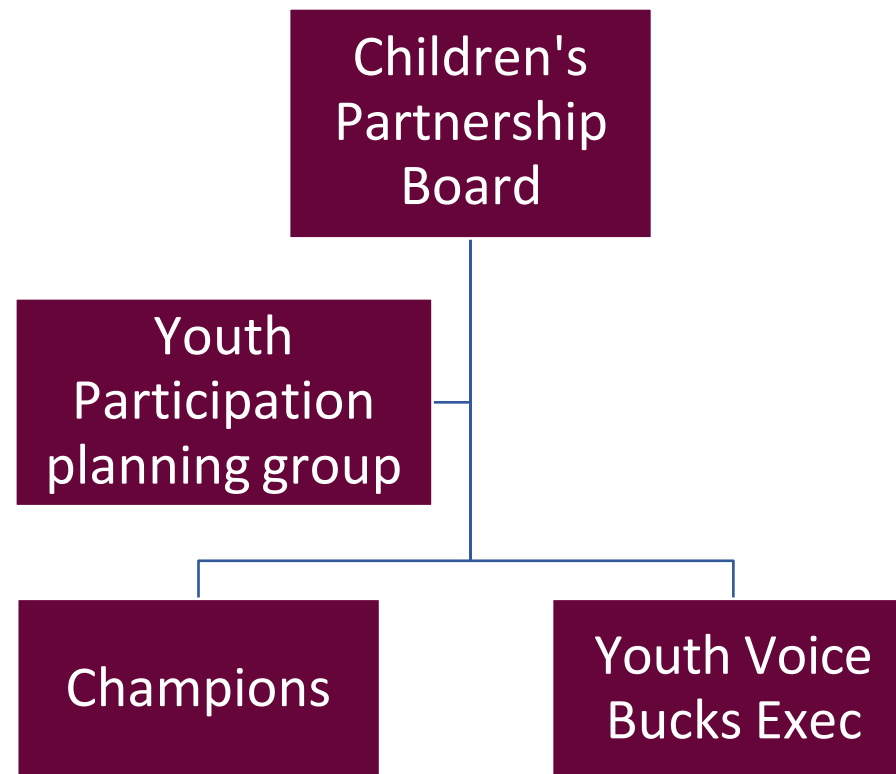 Children's
Partnership
Board
Youth
Participation
planning group
Champions
Youth Voice
Bucks Exec